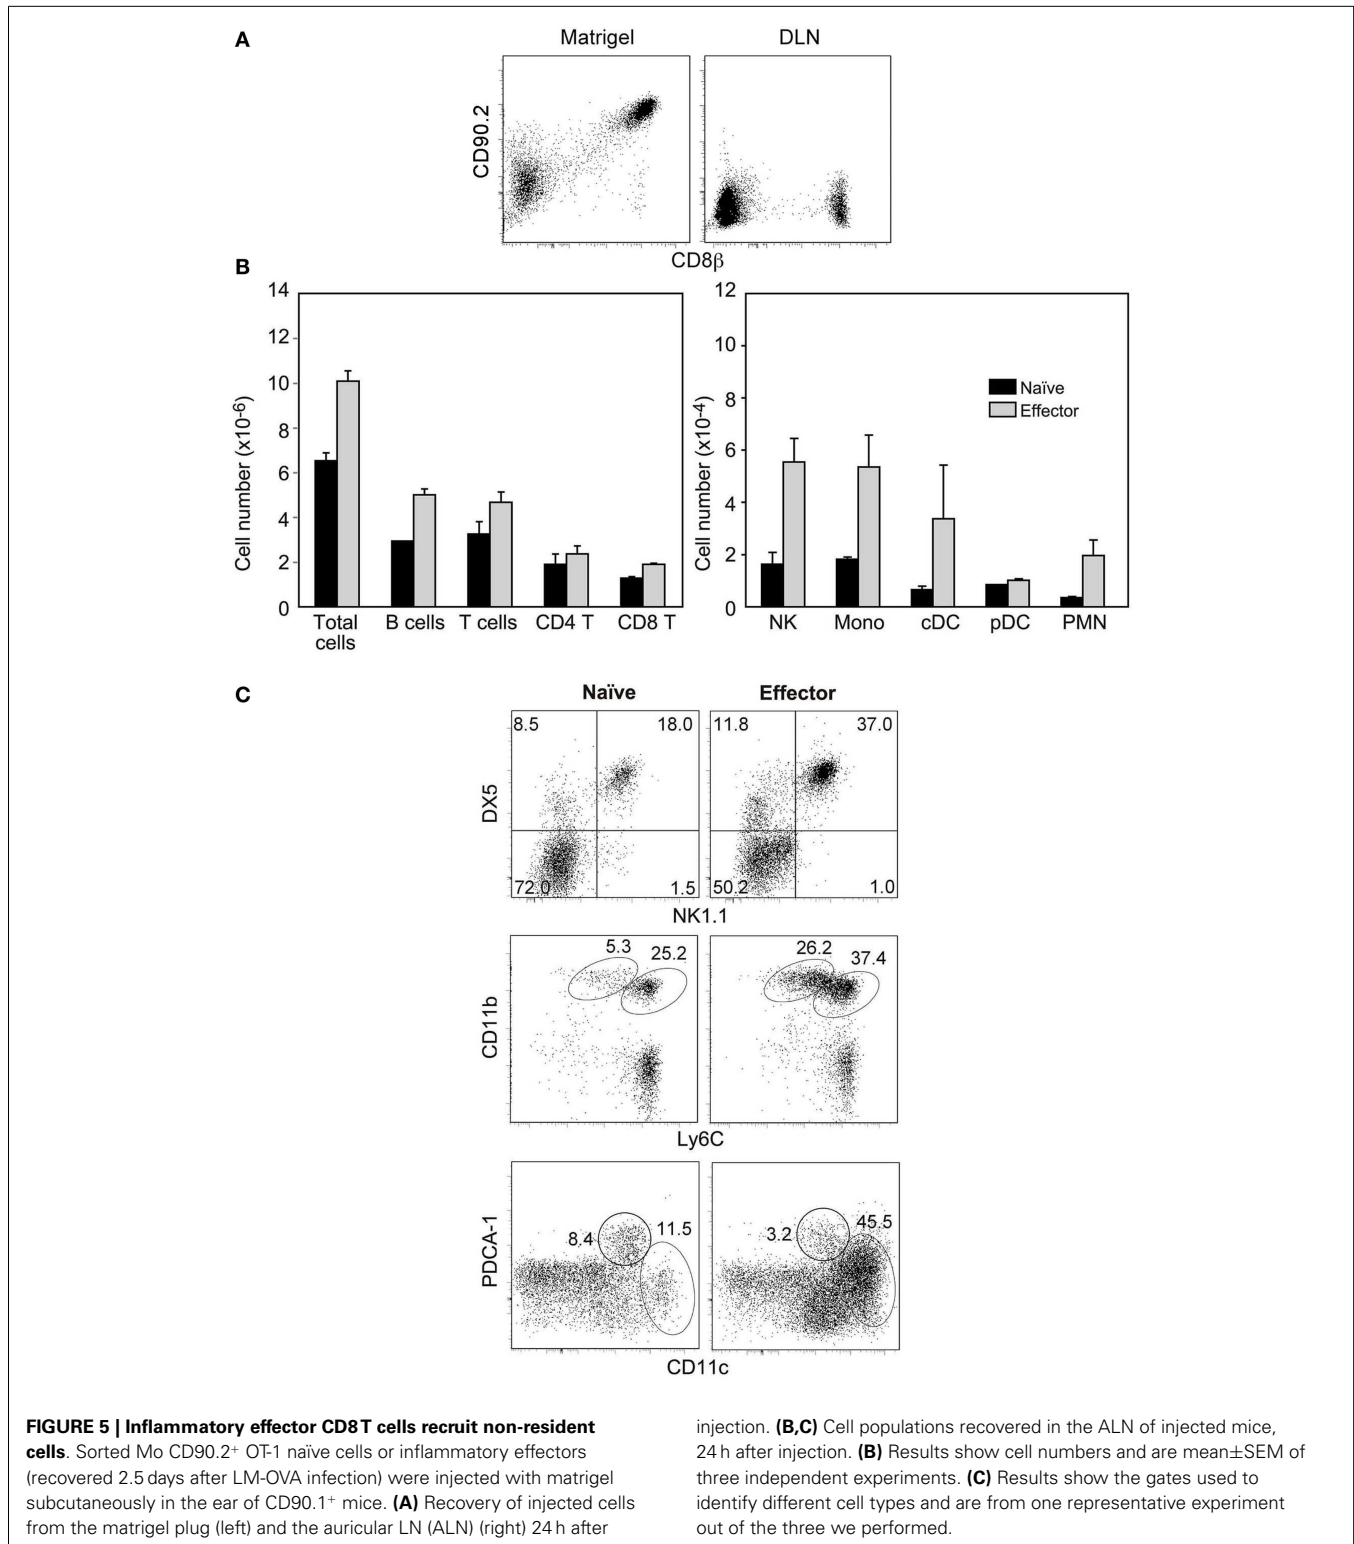 A
Matrigel DLN
CD90.2
CD8β
B
14
12
10
8
6
4
2
0
Cell number (x10-6)
Total cells
B cells
T cells
CD4 T
CD8 T
12
10
8
6
4
2
0
Cell number (x10-4)
Naïve
Effector
NK Mono cDC pDC PMN
C
Naïve Effector
8.5 18.0
72.0 1.5
11.8 37.0
50.2 1.0
DX5
NK1.1
5.3 25.2
26.2 37.4
CD11b
Ly6C
8.4 11.5
3.2 45.5
PDCA-1
CD11c
FIGURE 5 | Inflammatory effector CD8 T cells recruit non-resident
cells. Sorted Mo CD90.2+ OT-1 naïve cells or inflammatory effectors
(recovered 2.5 days after LM-OVA infection) were injected with matrigel
subcutaneously in the ear of CD90.1+ mice. (A) Recovery of injected cells
from the matrigel plug (left) and the auricular LN (ALN) (right) 24 h after
injection. (B,C) Cell populations recovered in the ALN of injected mice,
24 h after injection. (B) Results show cell numbers and are mean±SEM of
three independent experiments. (C) Results show the gates used to
identify different cell types and are from one representative experiment
out of the three we performed.